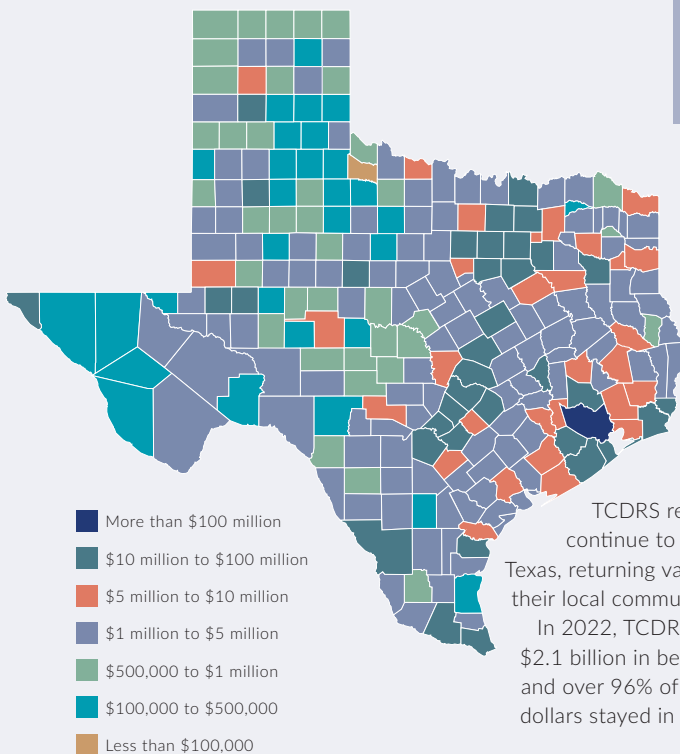 More than $100 million
$10 million to $100 million
$5 million to $10 million
$1 million to $5 million
$500,000 to $1 million
$100,000 to $500,000
Less than $100,000
TCDRS re
continue to
Texas, returning va
their local commu
In 2022, TCDR
$2.1 billion in be
and over 96% of
dollars stayed in